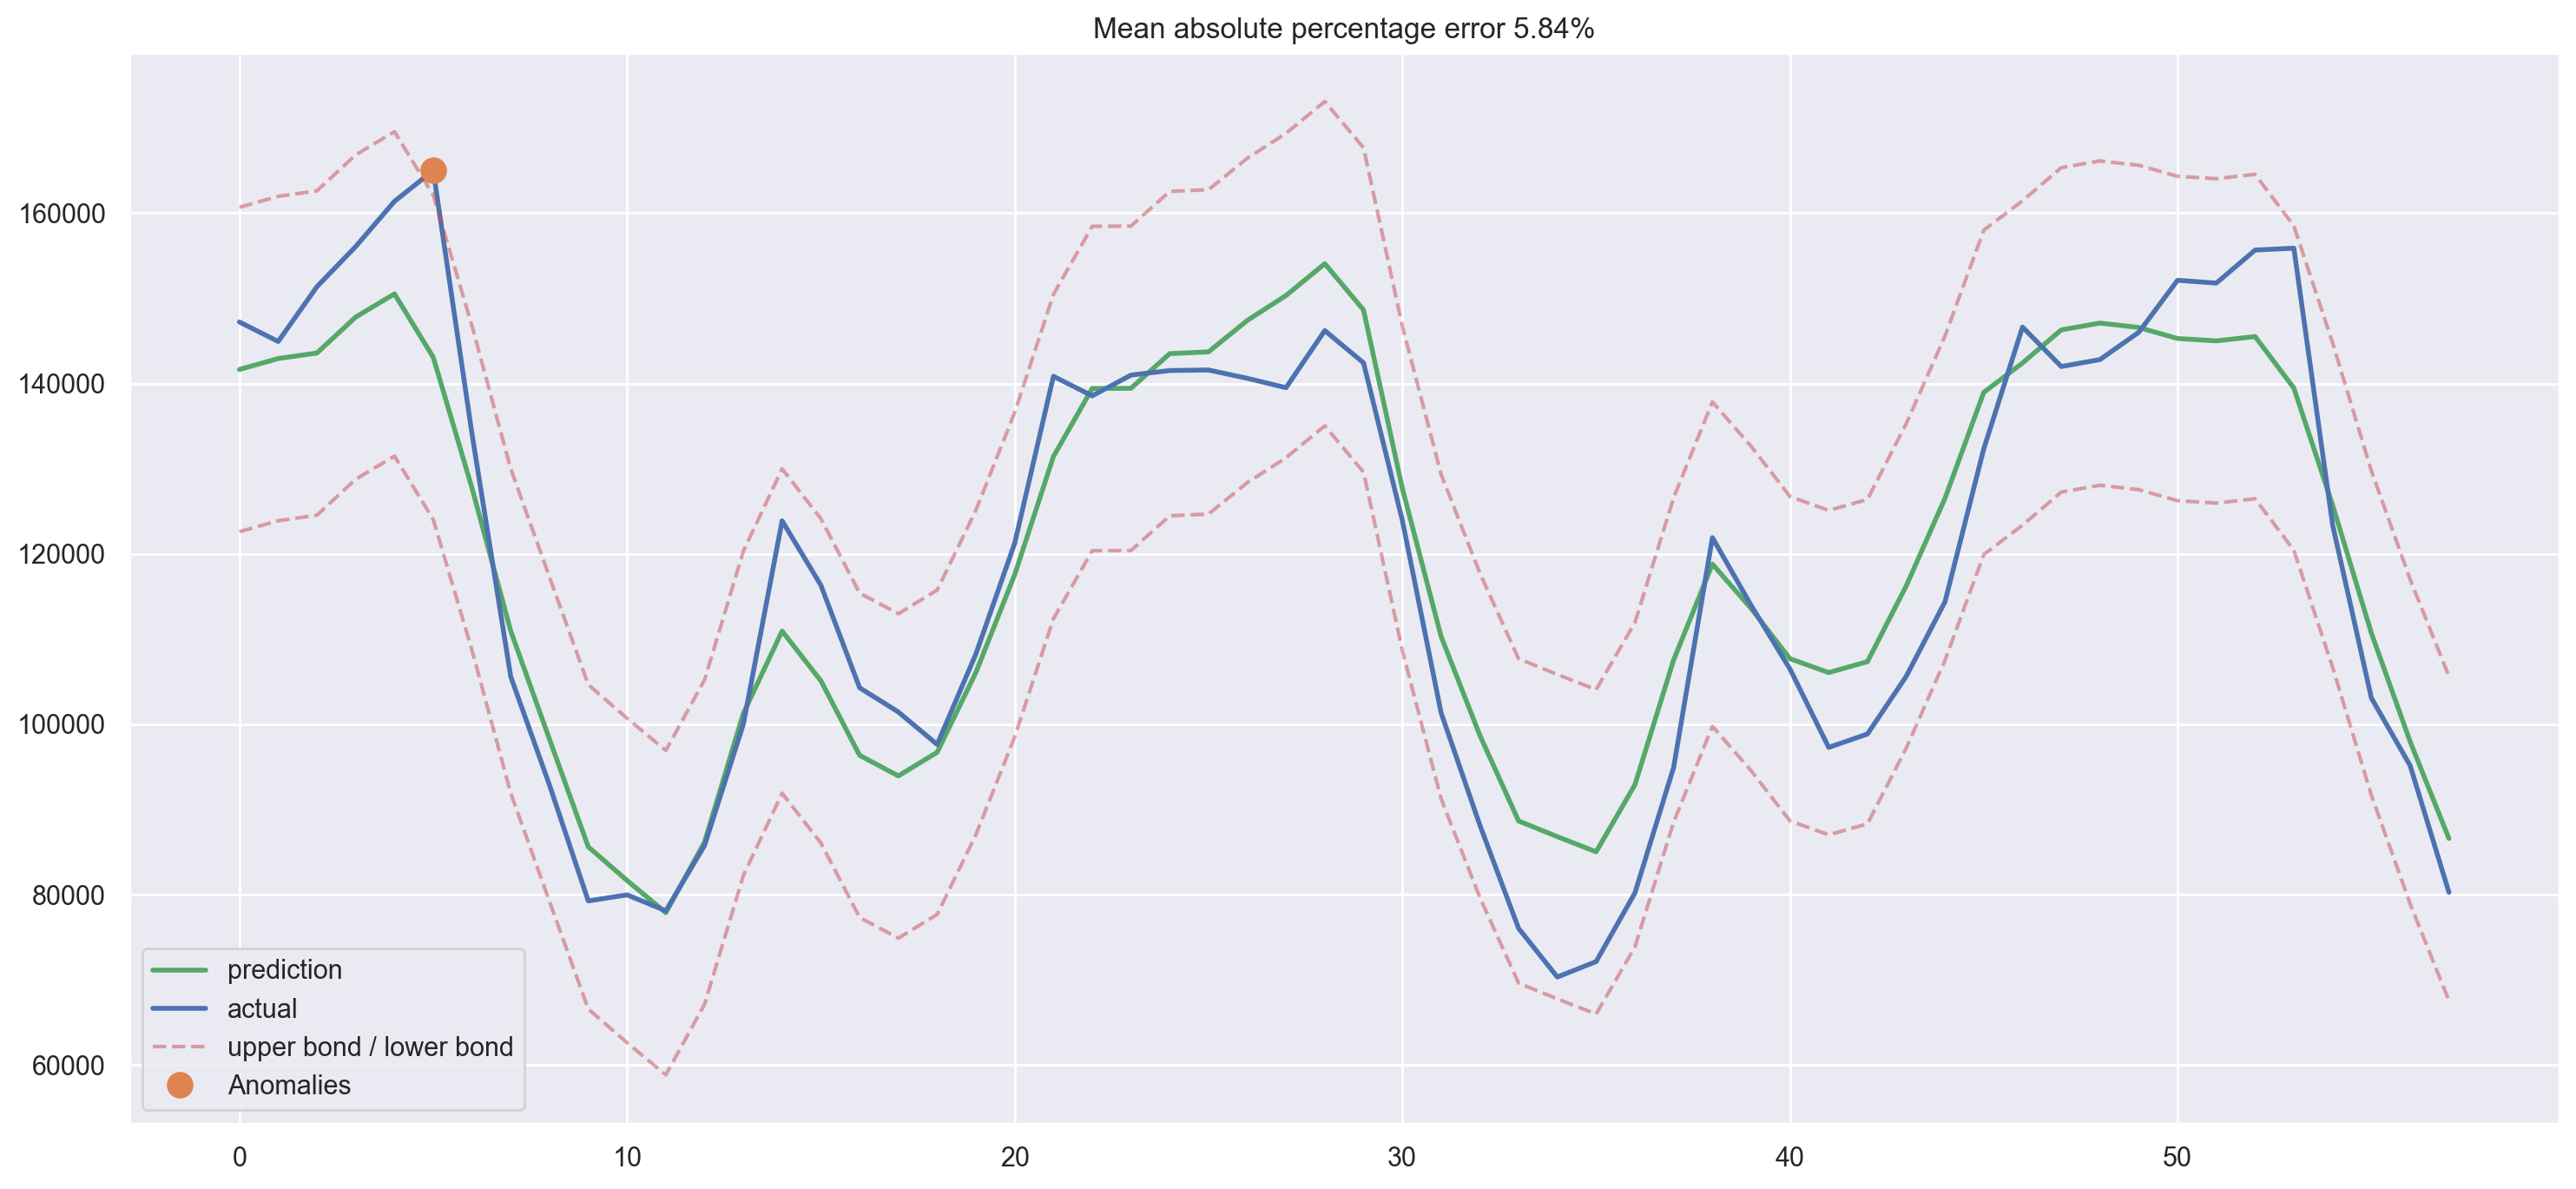 Mean absolute percentage error 5.84%
160000
140000
120000
100000
80000
60000
prediction
actual
upper bond / lower bond
Anomalies
0 10 20 30 40 50